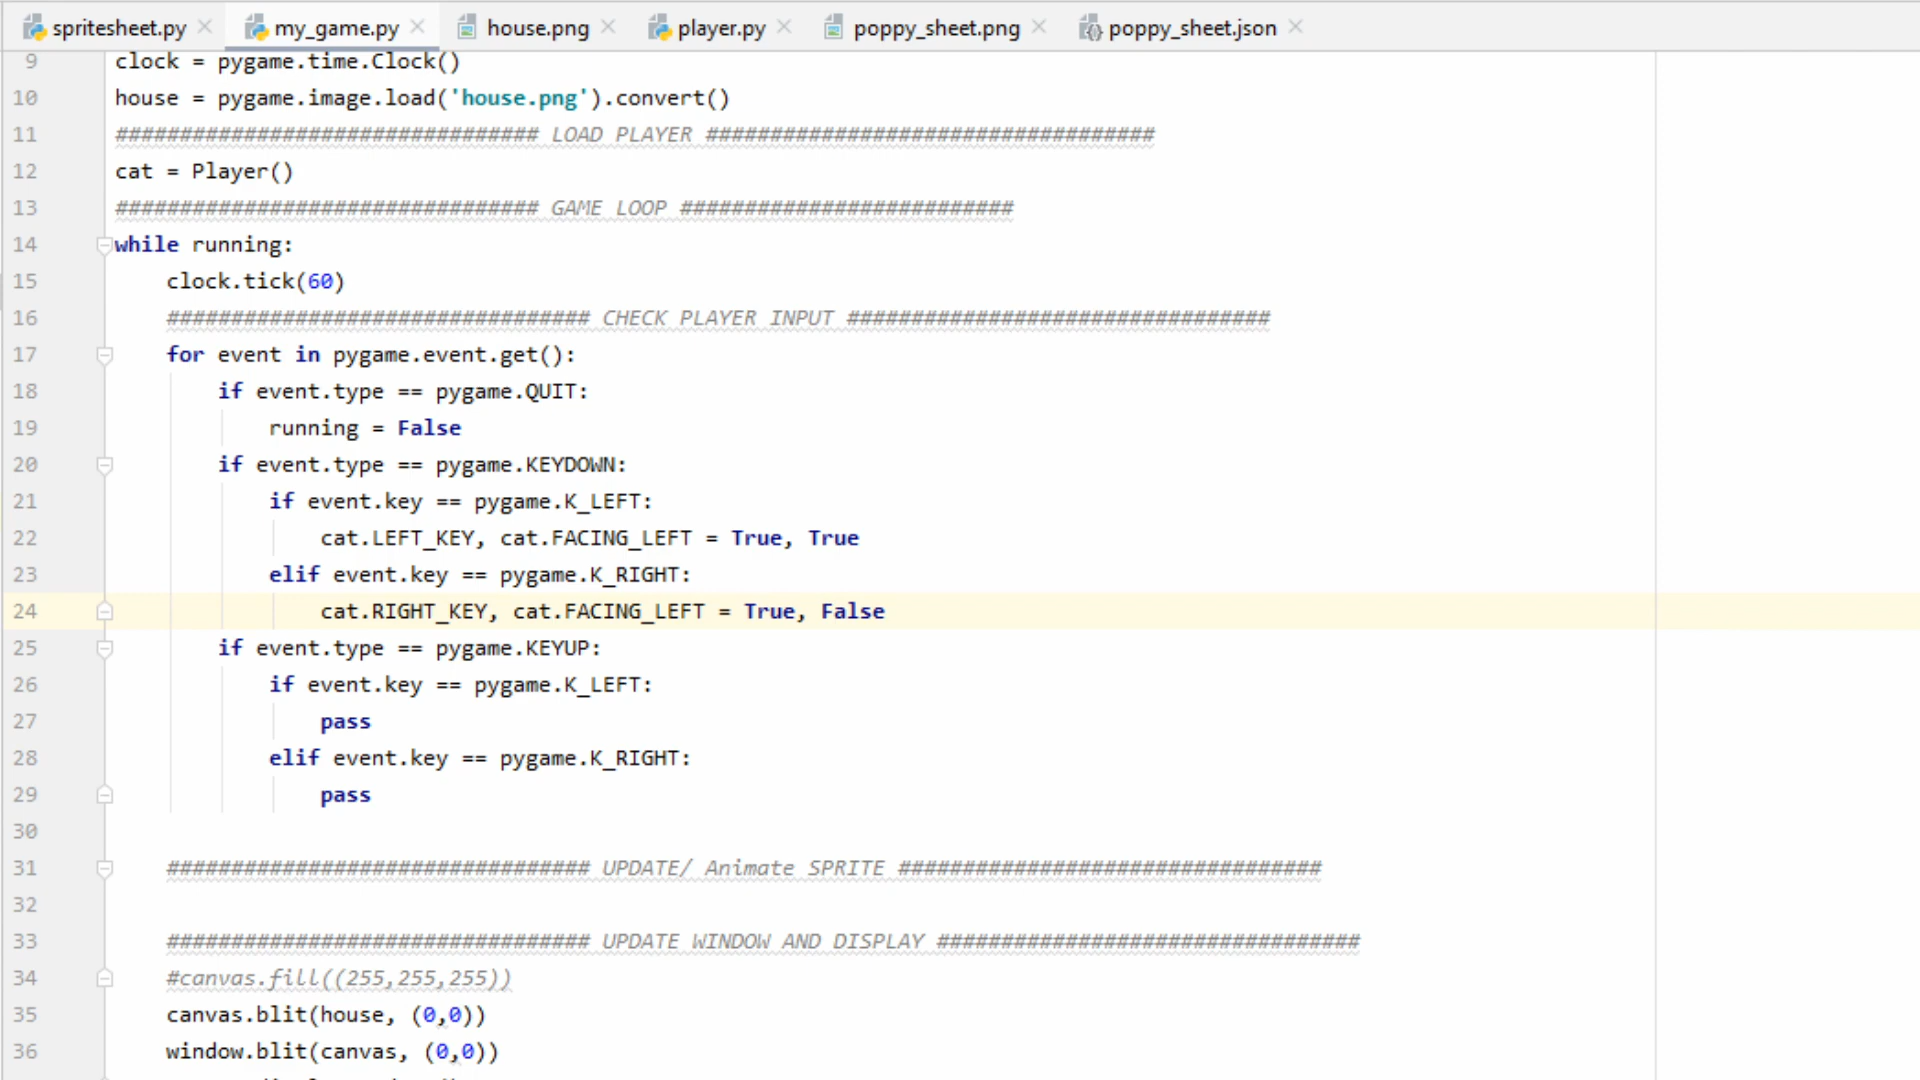 spritesheet.py my_game.py house.png player.py poppy_sheet.png poppy_sheet.json
9 clock = pygame.time.Clock()
10 house = pygame.image.load('house.png').convert()
11 ################################# LOAD PLAYER ###################################
12 cat = Player()
13 ################################# GAME LOOP ##########################
14 while running:
15 clock.tick(60)
16 ################################# CHECK PLAYER INPUT #################################
17 for event in pygame.event.get():
18 if event.type == pygame.QUIT:
19 running = False
20 if event.type == pygame.KEYDOWN:
21 if event.key == pygame.K_LEFT:
22 cat.LEFT_KEY, cat.FACING_LEFT = True, True
23 elif event.key == pygame.K_RIGHT:
24 cat.RIGHT_KEY, cat.FACING_LEFT = True, False
25 if event.type == pygame.KEYUP:
26 if event.key == pygame.K_LEFT:
27 pass
28 elif event.key == pygame.K_RIGHT:
29 pass
30
31 ################################# UPDATE/ Animate SPRITE #################################
32
33 ################################# UPDATE WINDOW AND DISPLAY #################################
34 #canvas.fill((255,255,255))
35 canvas.blit(house, (0,0))
36 window.blit(canvas, (0,0))